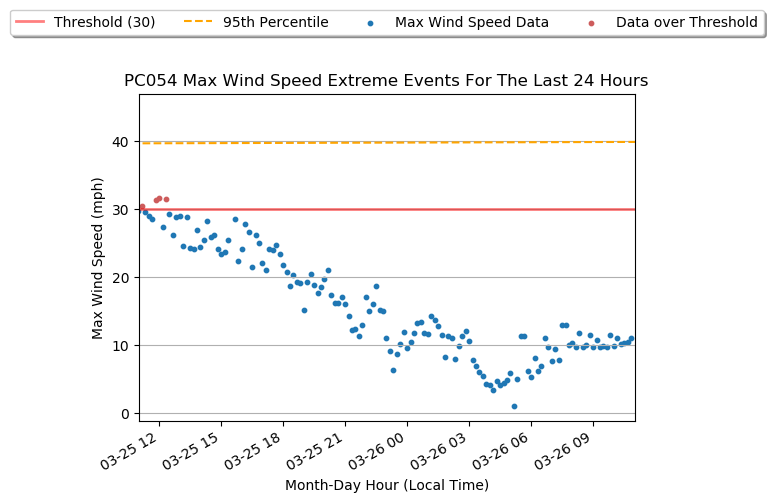 Threshold (30) 95th Percentile Max Wind Speed Data Data over Threshold
PC054 Max Wind Speed Extreme Events For The Last 24 Hours
Max Wind Speed (mph)
40
30
20
10
0
03-25 12 03-25 15 03-25 18 03-25 21 03-26 00 03-26 03 03-26 06 03-26 09
Month-Day Hour (Local Time)